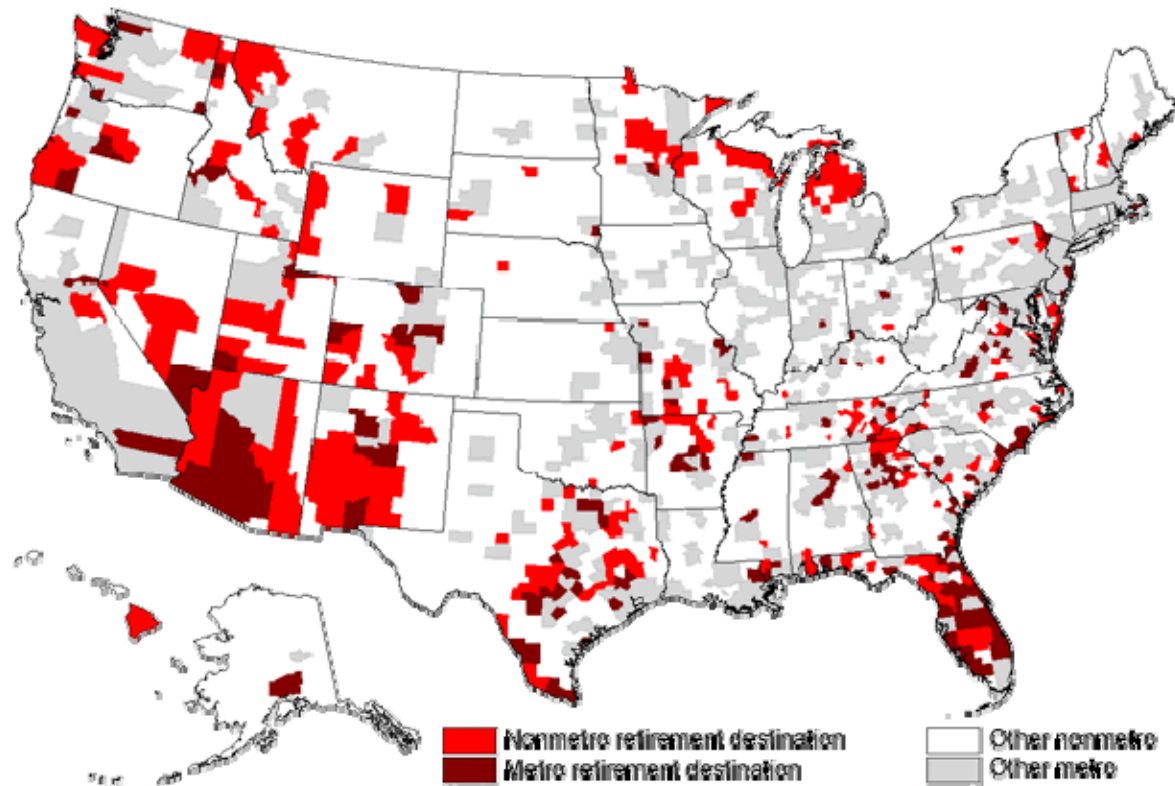 Nonmetro retirement destination
Metro retirement destination
Other nonmetro
Other metro